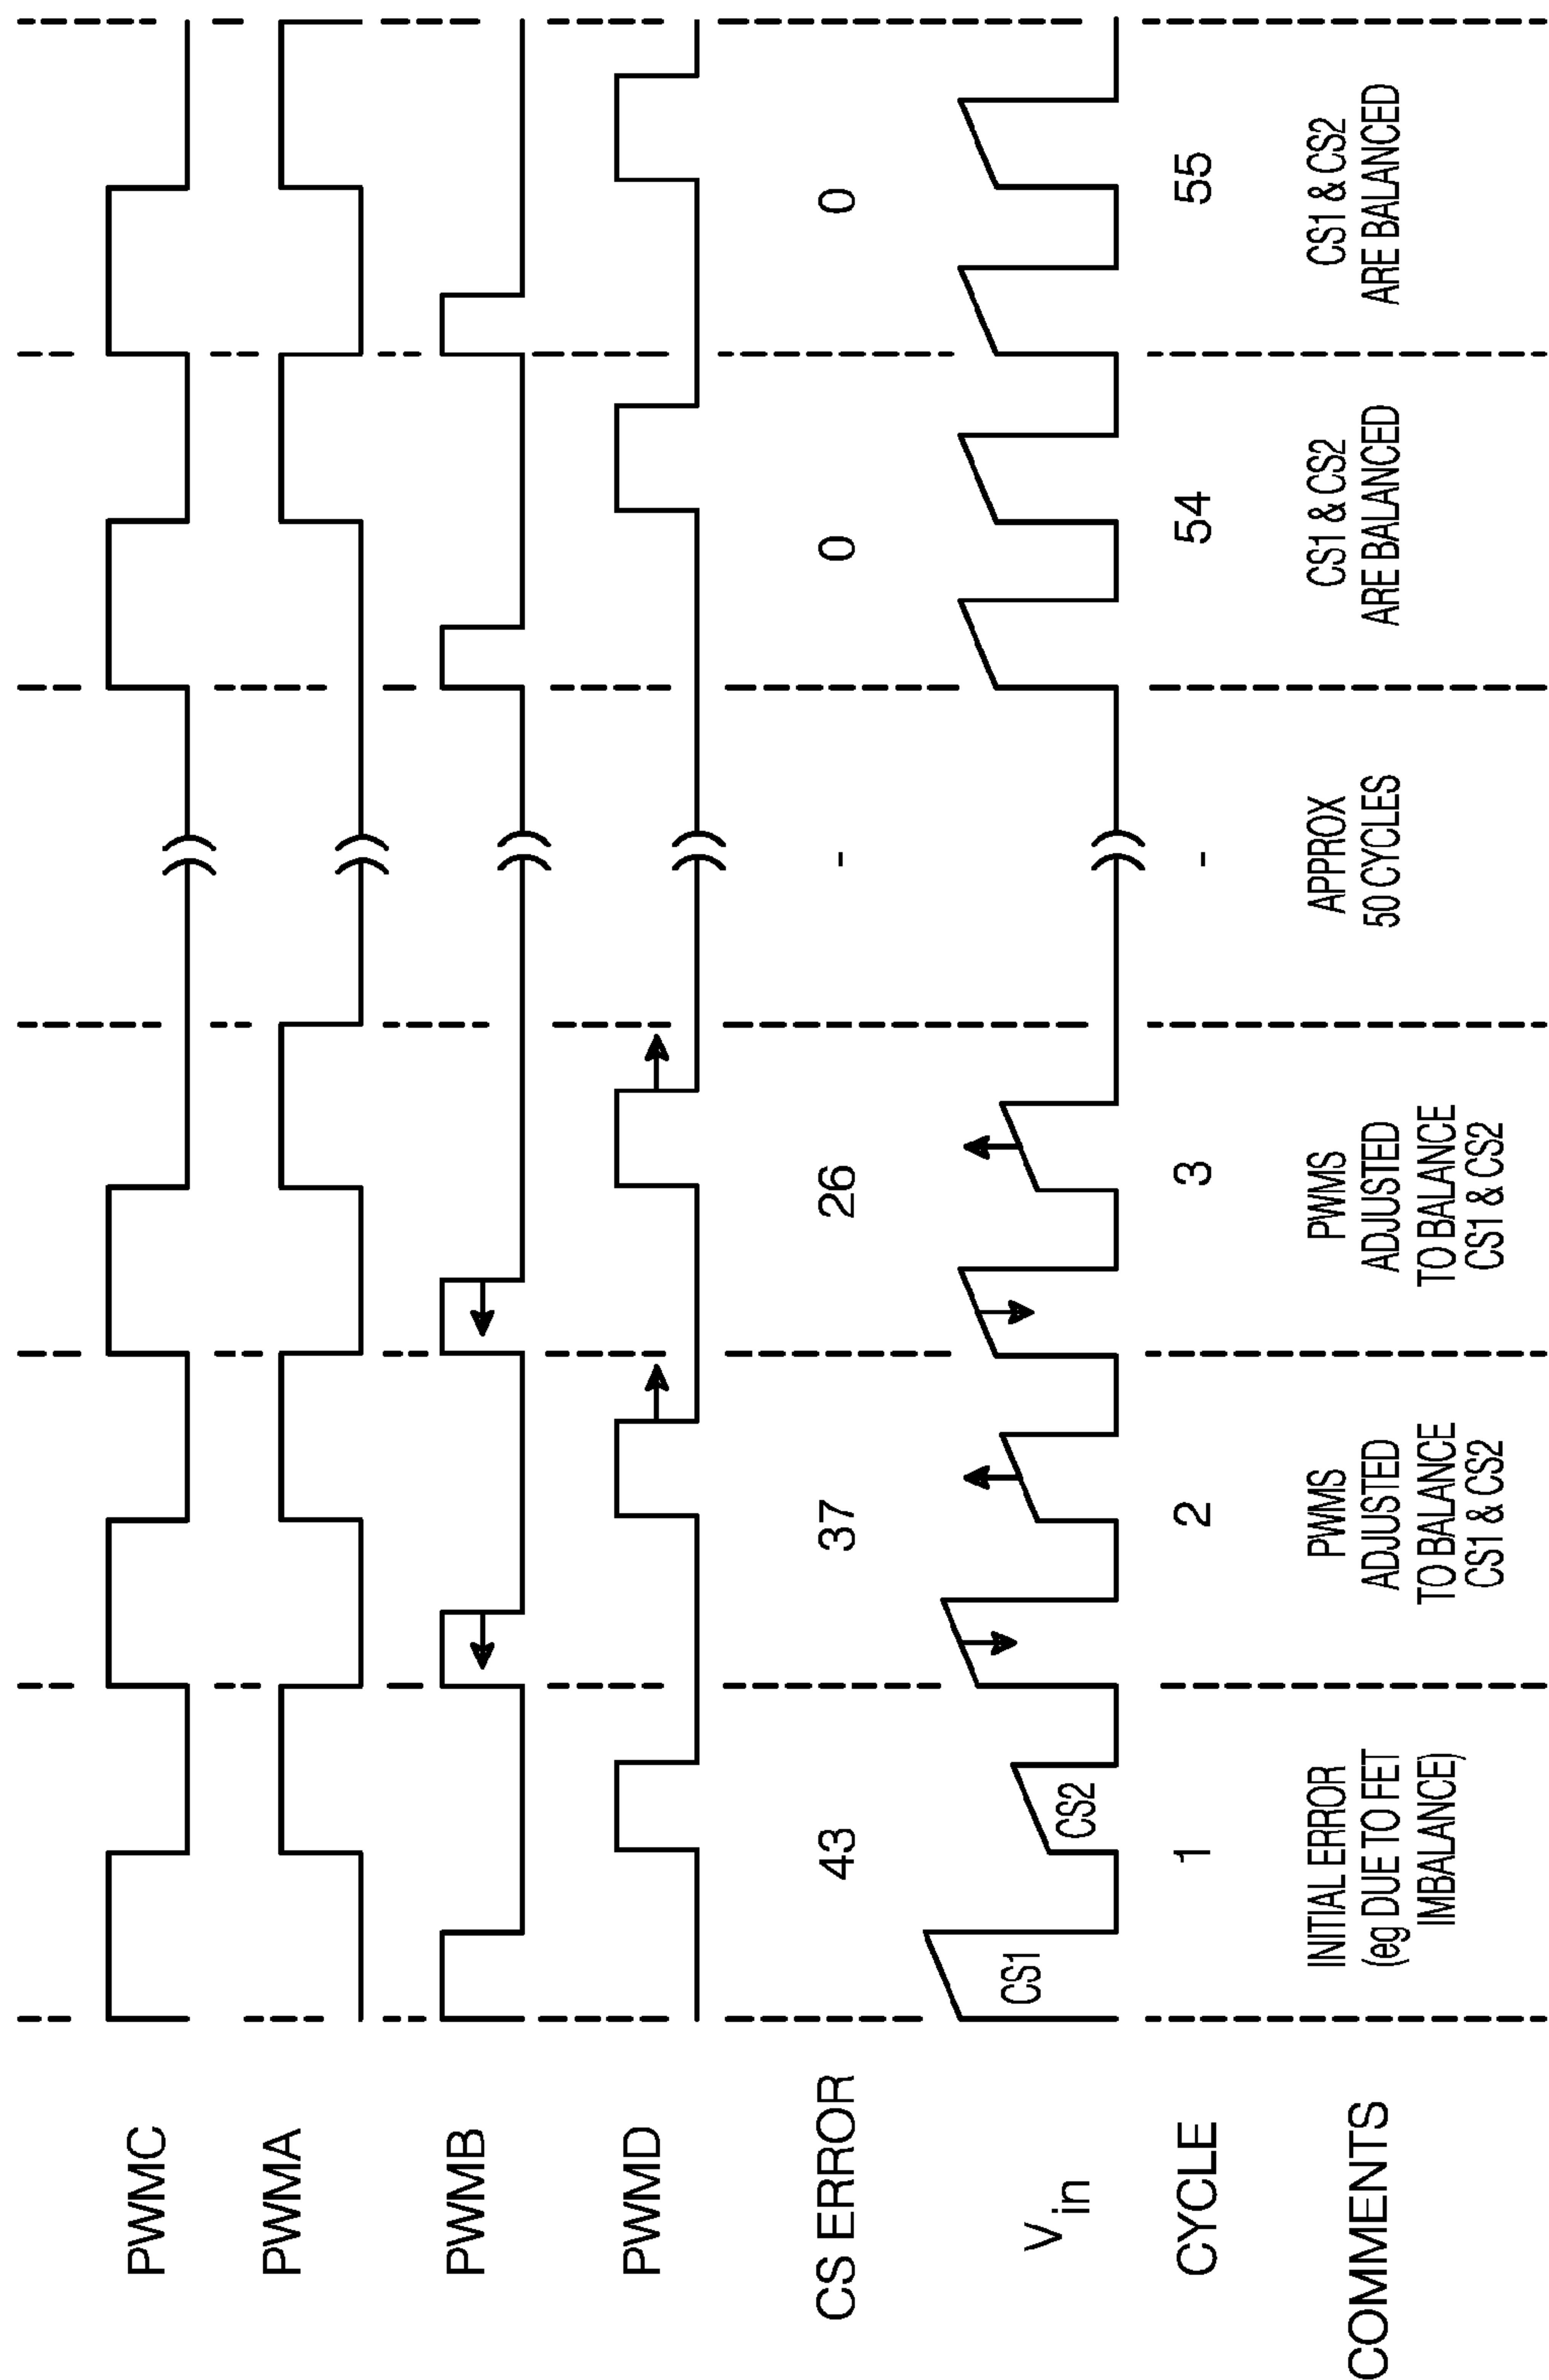 PWMC
PWMA
PWMB
PWMD
CS ERROR
43
37
26
-
0
0
Vin
CS1
CS2
CYCLE
1
2
3
-
54
55
COMMENTS
INITIAL ERROR
(eg DUE TO FET
IMBALANCE)
PWMS
ADJUSTED
TO BALANCE
CS1 & CS2
PWMS
ADJUSTED
TO BALANCE
CS1 & CS2
APPROX
50 CYCLES
CS1 & CS2
ARE BALANCED
CS1 & CS2
ARE BALANCED